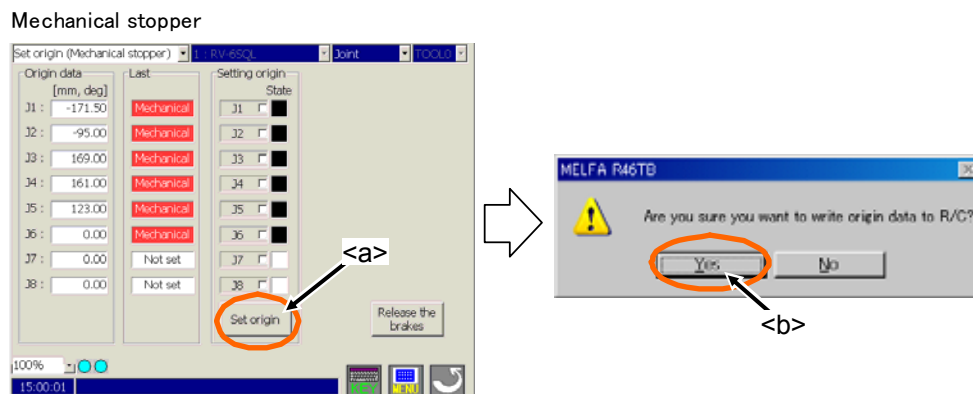 Mechanical stopper
Set origin (Mechanical stopper) 1 : RV-6SQL Joint TOOL0
Origin data Last Setting origin
[mm, deg] State
J1 : -171.50 Mechanical J1
J2 : -95.00 Mechanical J2
J3 : 169.00 Mechanical J3
J4 : 161.00 Mechanical J4
J5 : 123.00 Mechanical J5
J6 : 0.00 Mechanical J6
J7 : 0.00 Not set J7
J8 : 0.00 Not set J8
<a>
Set origin
Release the
brakes
100%
15:00:01
KEY MENU
MELFA R46TB
Are you sure you want to write origin data to R/C?
Yes No
<b>